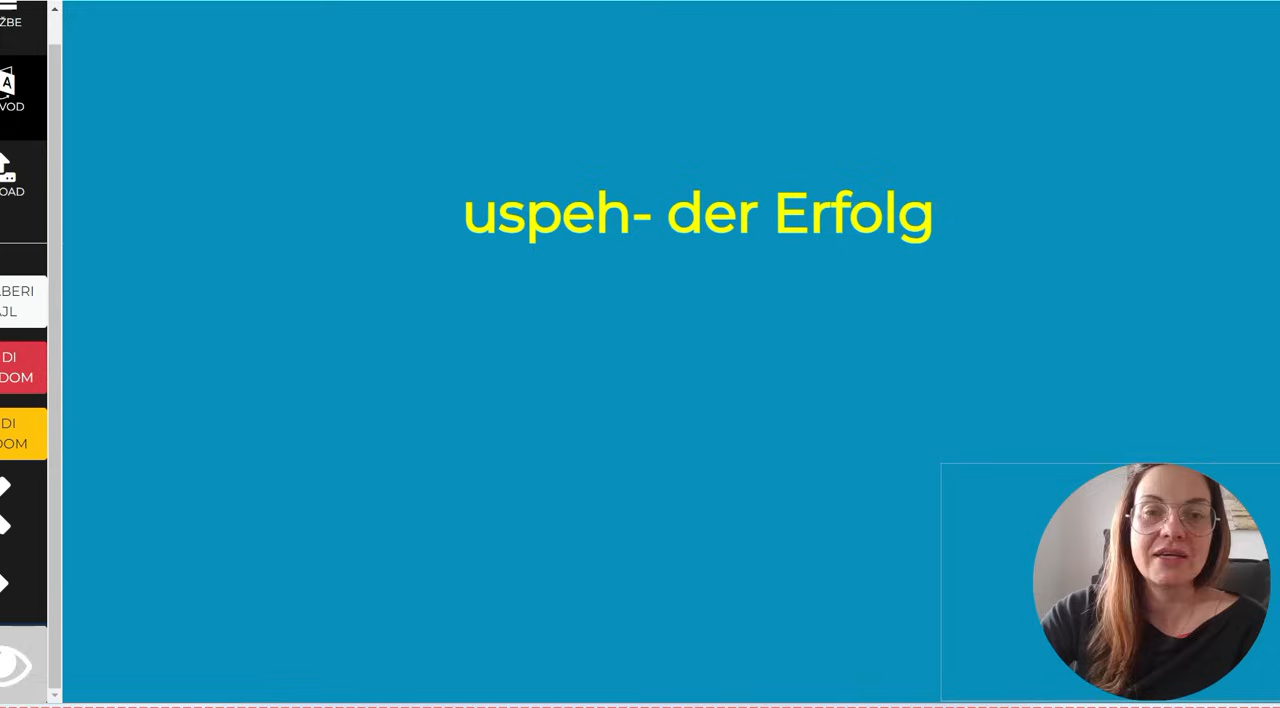 ŽBE
VOD
OAD
uspeh- der Erfolg
BERI
JL
DI
DOM
DI
DOM